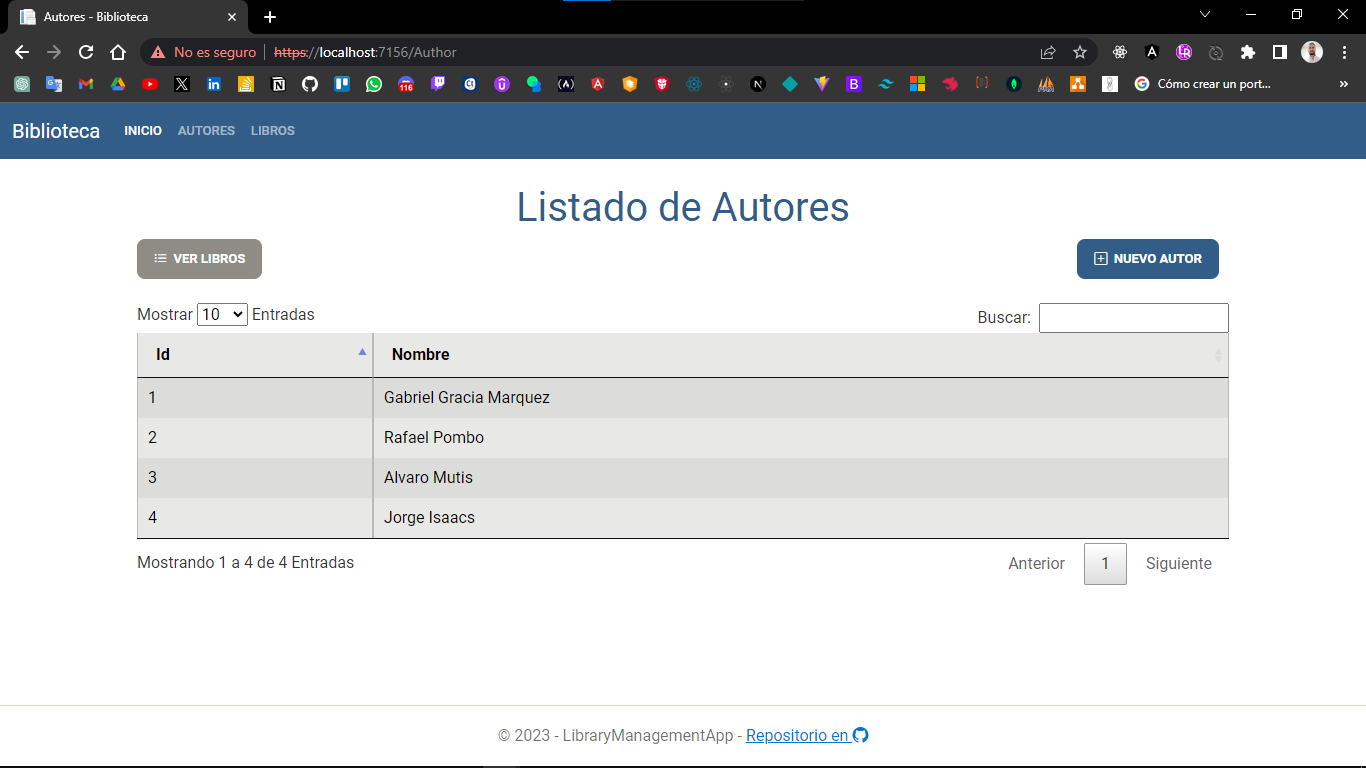 Autores - Biblioteca
No es seguro https://localhost:7156/Author
116
Cómo crear un port...
Biblioteca INICIO AUTORES LIBROS
Listado de Autores
VER LIBROS NUEVO AUTOR
Mostrar 10 Entradas Buscar:
Id Nombre
1 Gabriel Gracia Marquez
2 Rafael Pombo
3 Alvaro Mutis
4 Jorge Isaacs
Mostrando 1 a 4 de 4 Entradas Anterior 1 Siguiente
© 2023 - LibraryManagementApp - Repositorio en